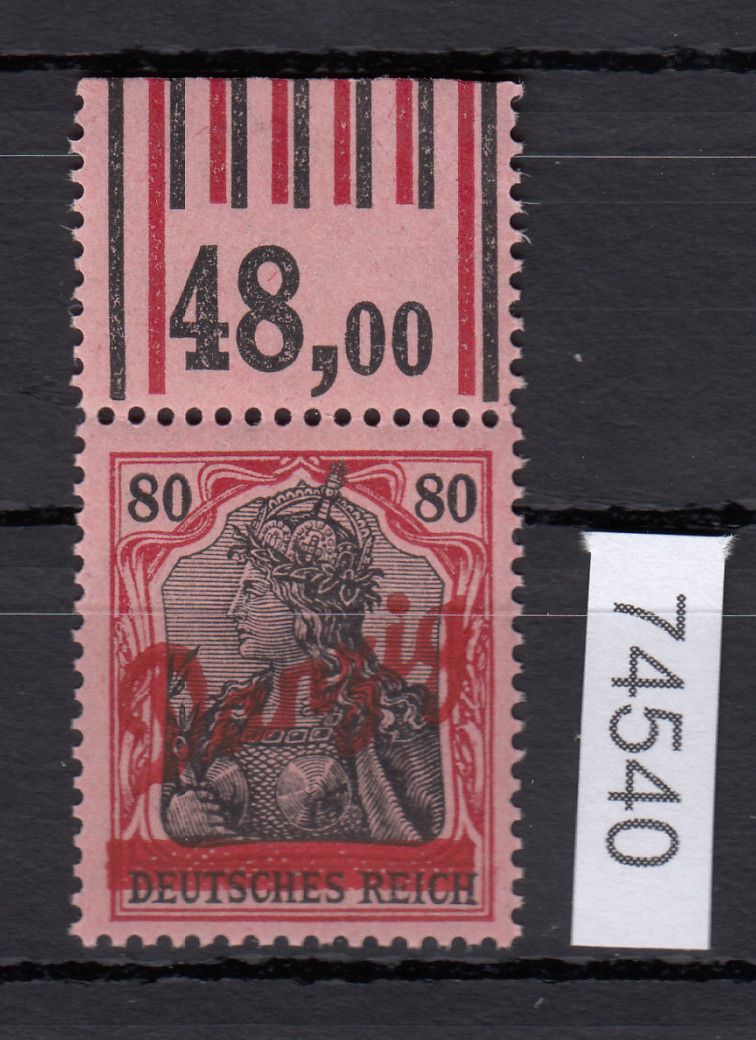 48,00
80 80
Danzig
DEUTSCHES REICH
74540